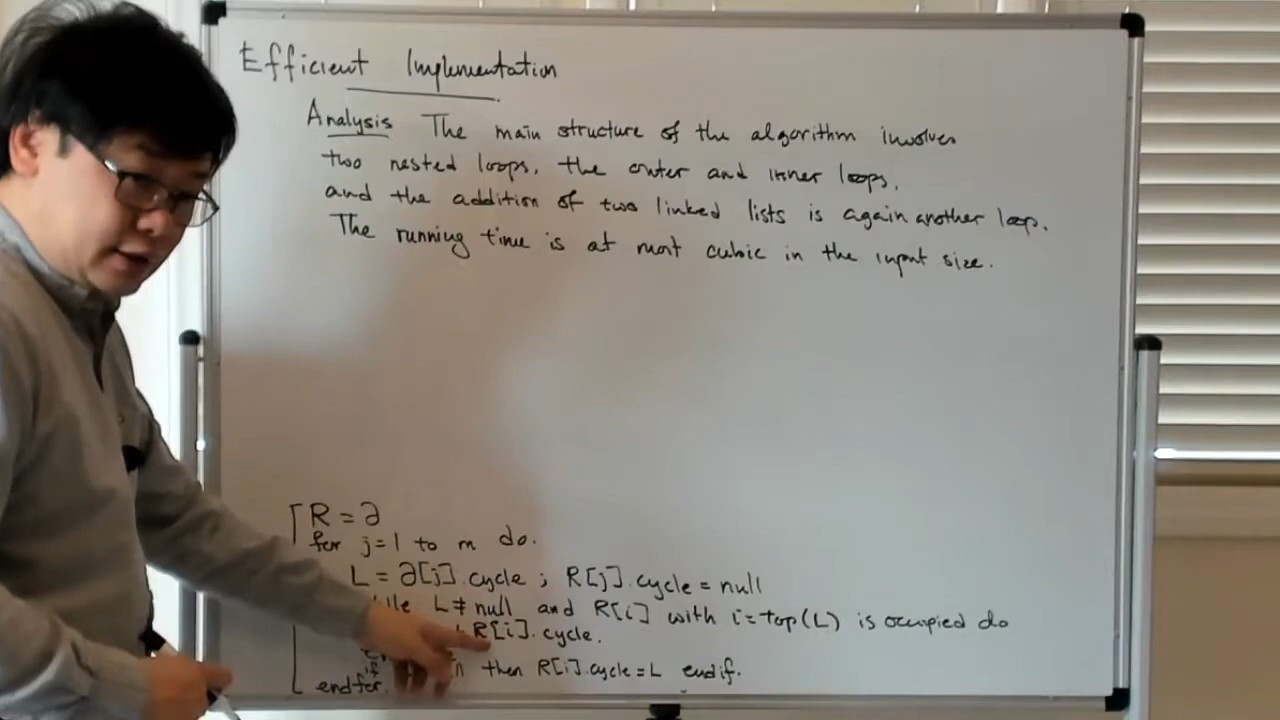 Efficient Implementation
Analysis The main structure of the algorithm involves
two nested loops, the outer and inner loops,
and the addition of two linked lists is again another loop.
The running time is at most cubic in the input size.
R = ∂
for j=1 to m do.
L = ∂[j].cycle ; R[j].cycle = null
L ≠ null and R[i] with i = top(L) is occupied do
R[i].cycle.
if then R[i].cycle = L endif.
endfor